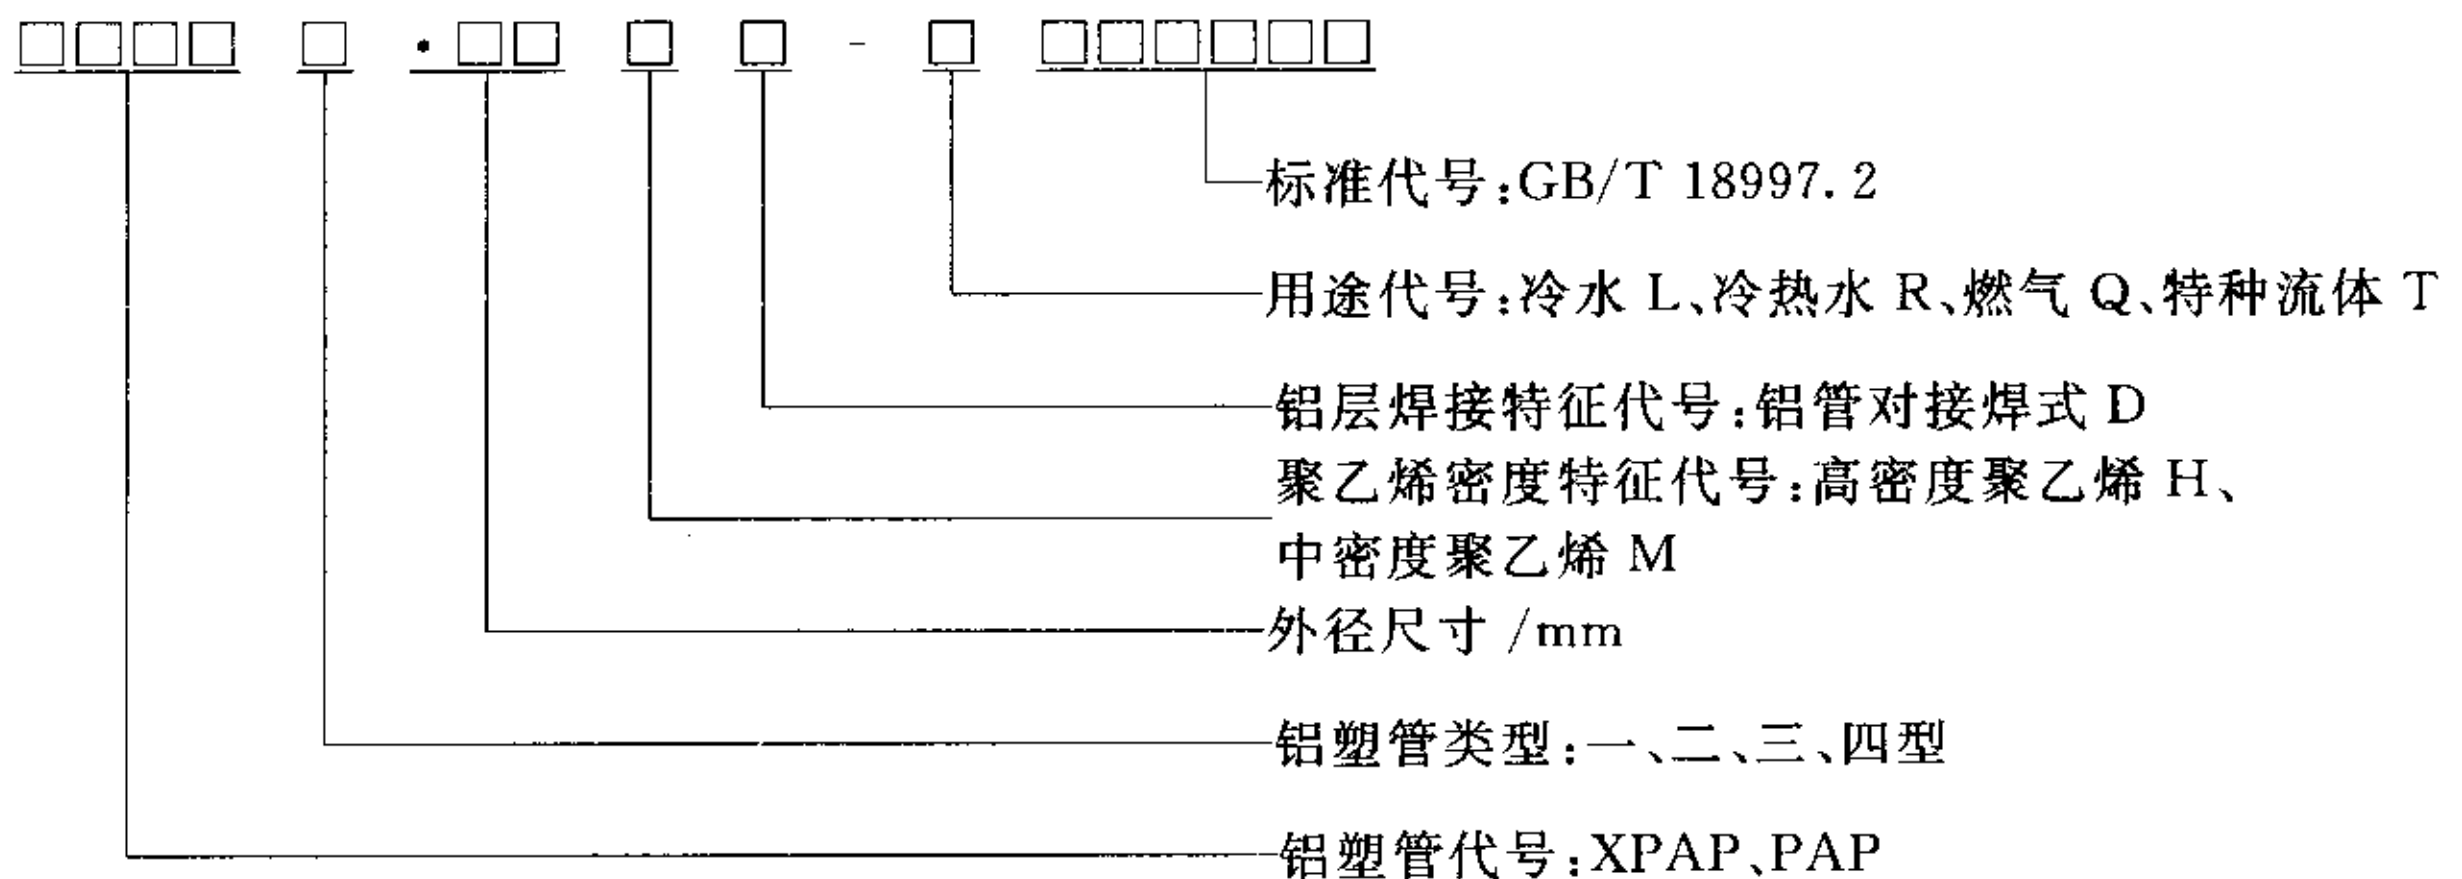 □□□□ □ ·□□ □ □ - □ □□□□□□
标准代号:GB/T 18997.2
用途代号:冷水 L、冷热水 R、燃气 Q、特种流体 T
铝层焊接特征代号:铝管对接焊式 D
聚乙烯密度特征代号:高密度聚乙烯 H、
中密度聚乙烯 M
外径尺寸 /mm
铝塑管类型:一、二、三、四型
铝塑管代号:XPAP、PAP